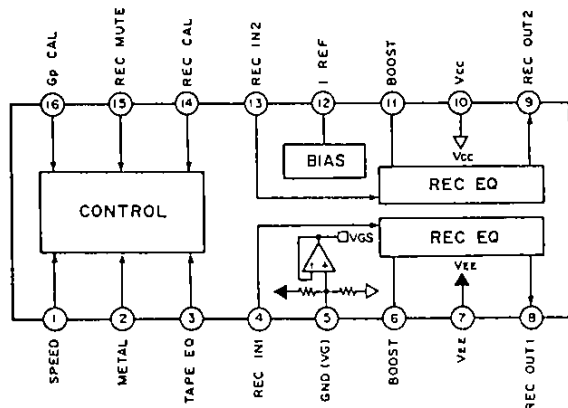 Gp CAL
REC MUTE
REC CAL
REC IN2
I REF
BOOST
Vcc
REC OUT2
16
15
14
13
12
11
10
9
BIAS
Vcc
REC EQ
CONTROL
VGS
REC EQ
- +
VEE
1
2
3
4
5
6
7
8
SPEED
METAL
TAPE EQ
REC IN1
GND (VG)
BOOST
VEE
REC OUT1